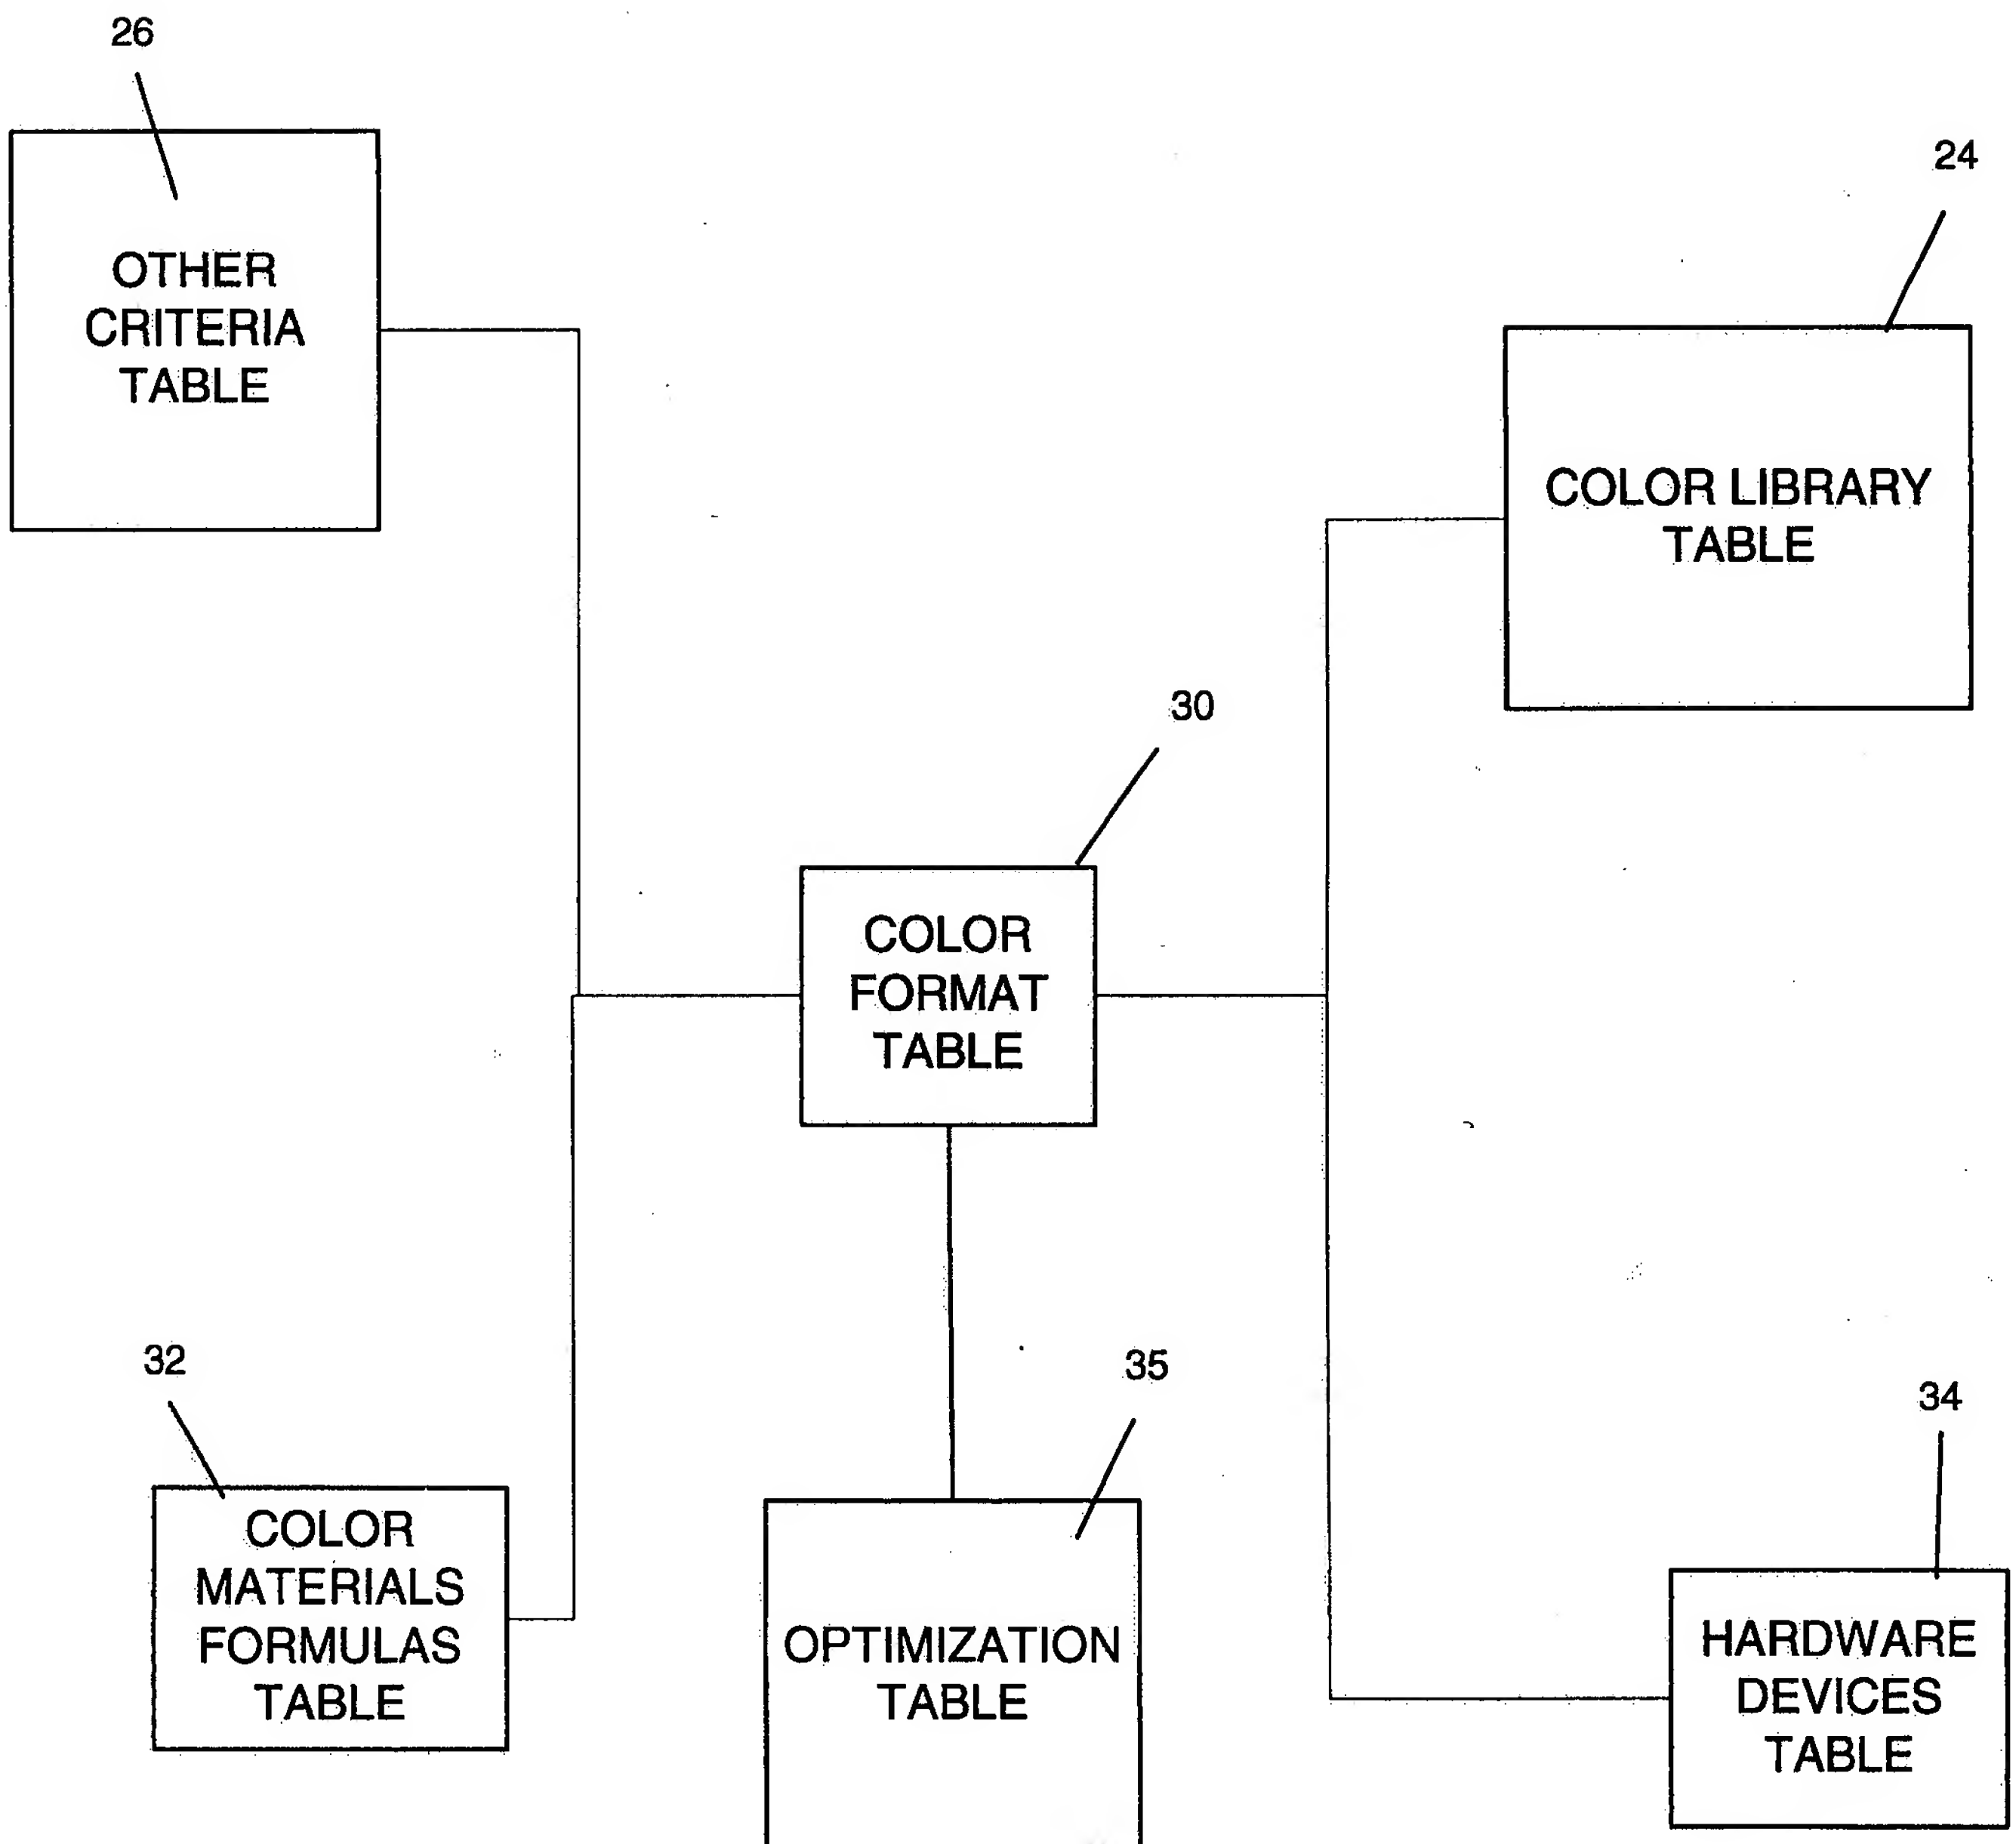 26
OTHER
CRITERIA
TABLE
24
COLOR LIBRARY
TABLE
30
COLOR
FORMAT
TABLE
32
COLOR
MATERIALS
FORMULAS
TABLE
35
OPTIMIZATION
TABLE
34
HARDWARE
DEVICES
TABLE